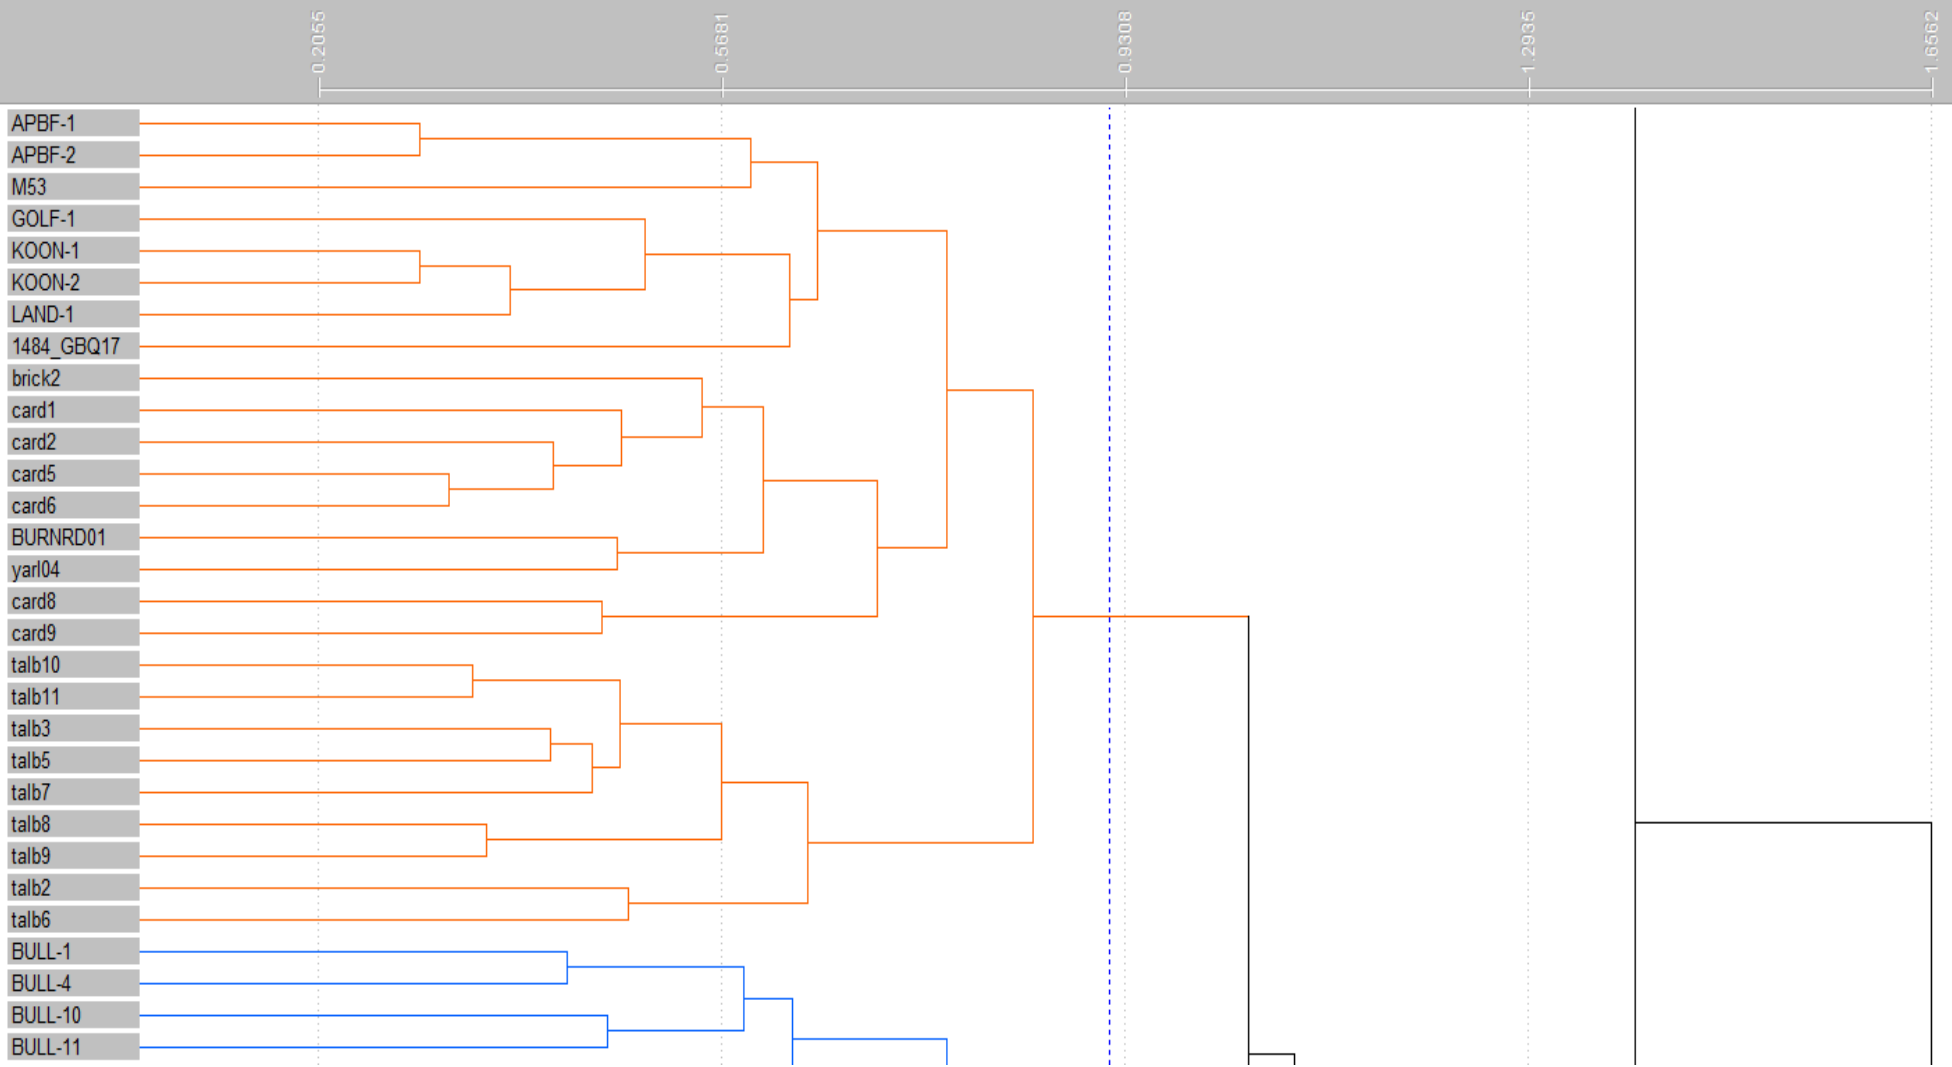 0.2055
0.5681
0.9308
1.2935
1.6562
APBF-1
APBF-2
M53
GOLF-1
KOON-1
KOON-2
LAND-1
1484_GBQ17
brick2
card1
card2
card5
card6
BURNRD01
yarl04
card8
card9
talb10
talb11
talb3
talb5
talb7
talb8
talb9
talb2
talb6
BULL-1
BULL-4
BULL-10
BULL-11